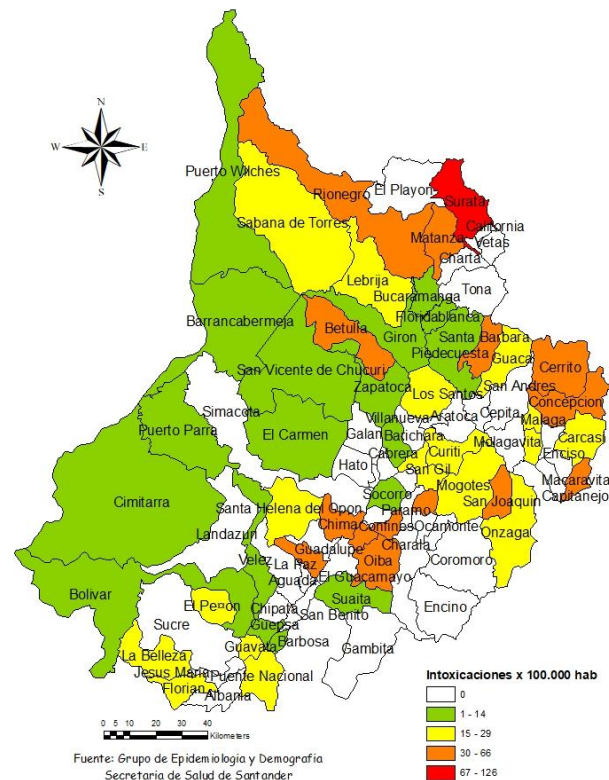 N
W E
S
Puerto Wilches
El Playon
Rionegro
Surata
Sabana de Torres
California
Matanza
Vetas
Charta
Lebrija
Tona
Bucaramanga
Barrancabermeja
Floridablanca
Betulia
Giron
Santa Barbara
Piedecuesta
Guaca
Cerrito
San Vicente de Chucuri
Zapatoca
Los Santos
San Andres
Concepcion
Simacota
Villanueva
Aratoca
Cepita
Malaga
Puerto Parra
El Carmen
Galan
Barichara
Carcasi
Cabrera
Curiti
Molagavita
Enciso
Hato
San Gil
Macaravita
Cimitarra
Socorro
Mogotes
San Joaquin
Capitanejo
Santa Helena del Opon
Paramo
Chima
Confines
Ocamonte
Onzaga
Landazuri
Guadalupe
Charala
Velez
La Paz
Oiba
Coromoro
Aguada
El Guacamayo
Bolivar
El Pe¤on
Chipata
Suaita
Encino
San Benito
Sucre
Guepsa
Barbosa
La Belleza
Guavata
Gambita
Jesus Maria
Puente Nacional
Florian
Albania
Intoxicaciones x 100.000 hab
0
1 - 14
15 - 29
30 - 66
67 - 126
0 5 10 20 30 40
Kilometers
Fuente: Grupo de Epidemiologia y Demografia
Secretaria de Salud de Santander